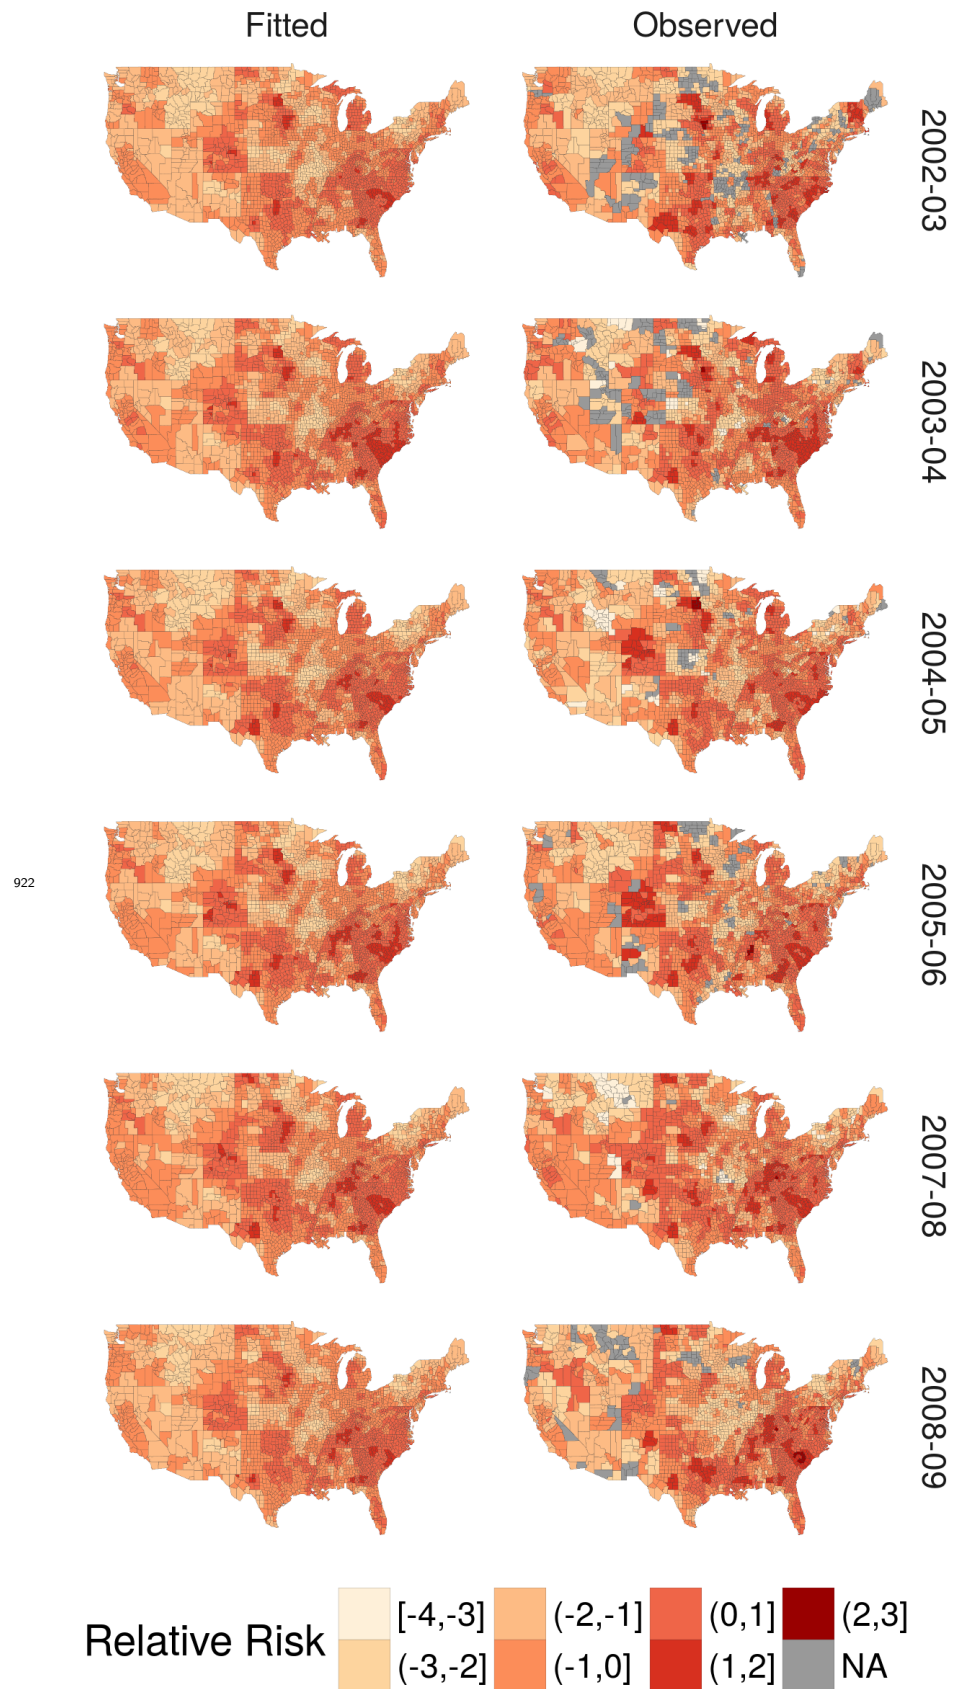 Fitted Observed
2002-03
2003-04
2004-05
922
2005-06
2007-08
2008-09
Relative Risk
[-4,-3] (-2,-1] (0,1] (2,3]
(-3,-2] (-1,0] (1,2] NA